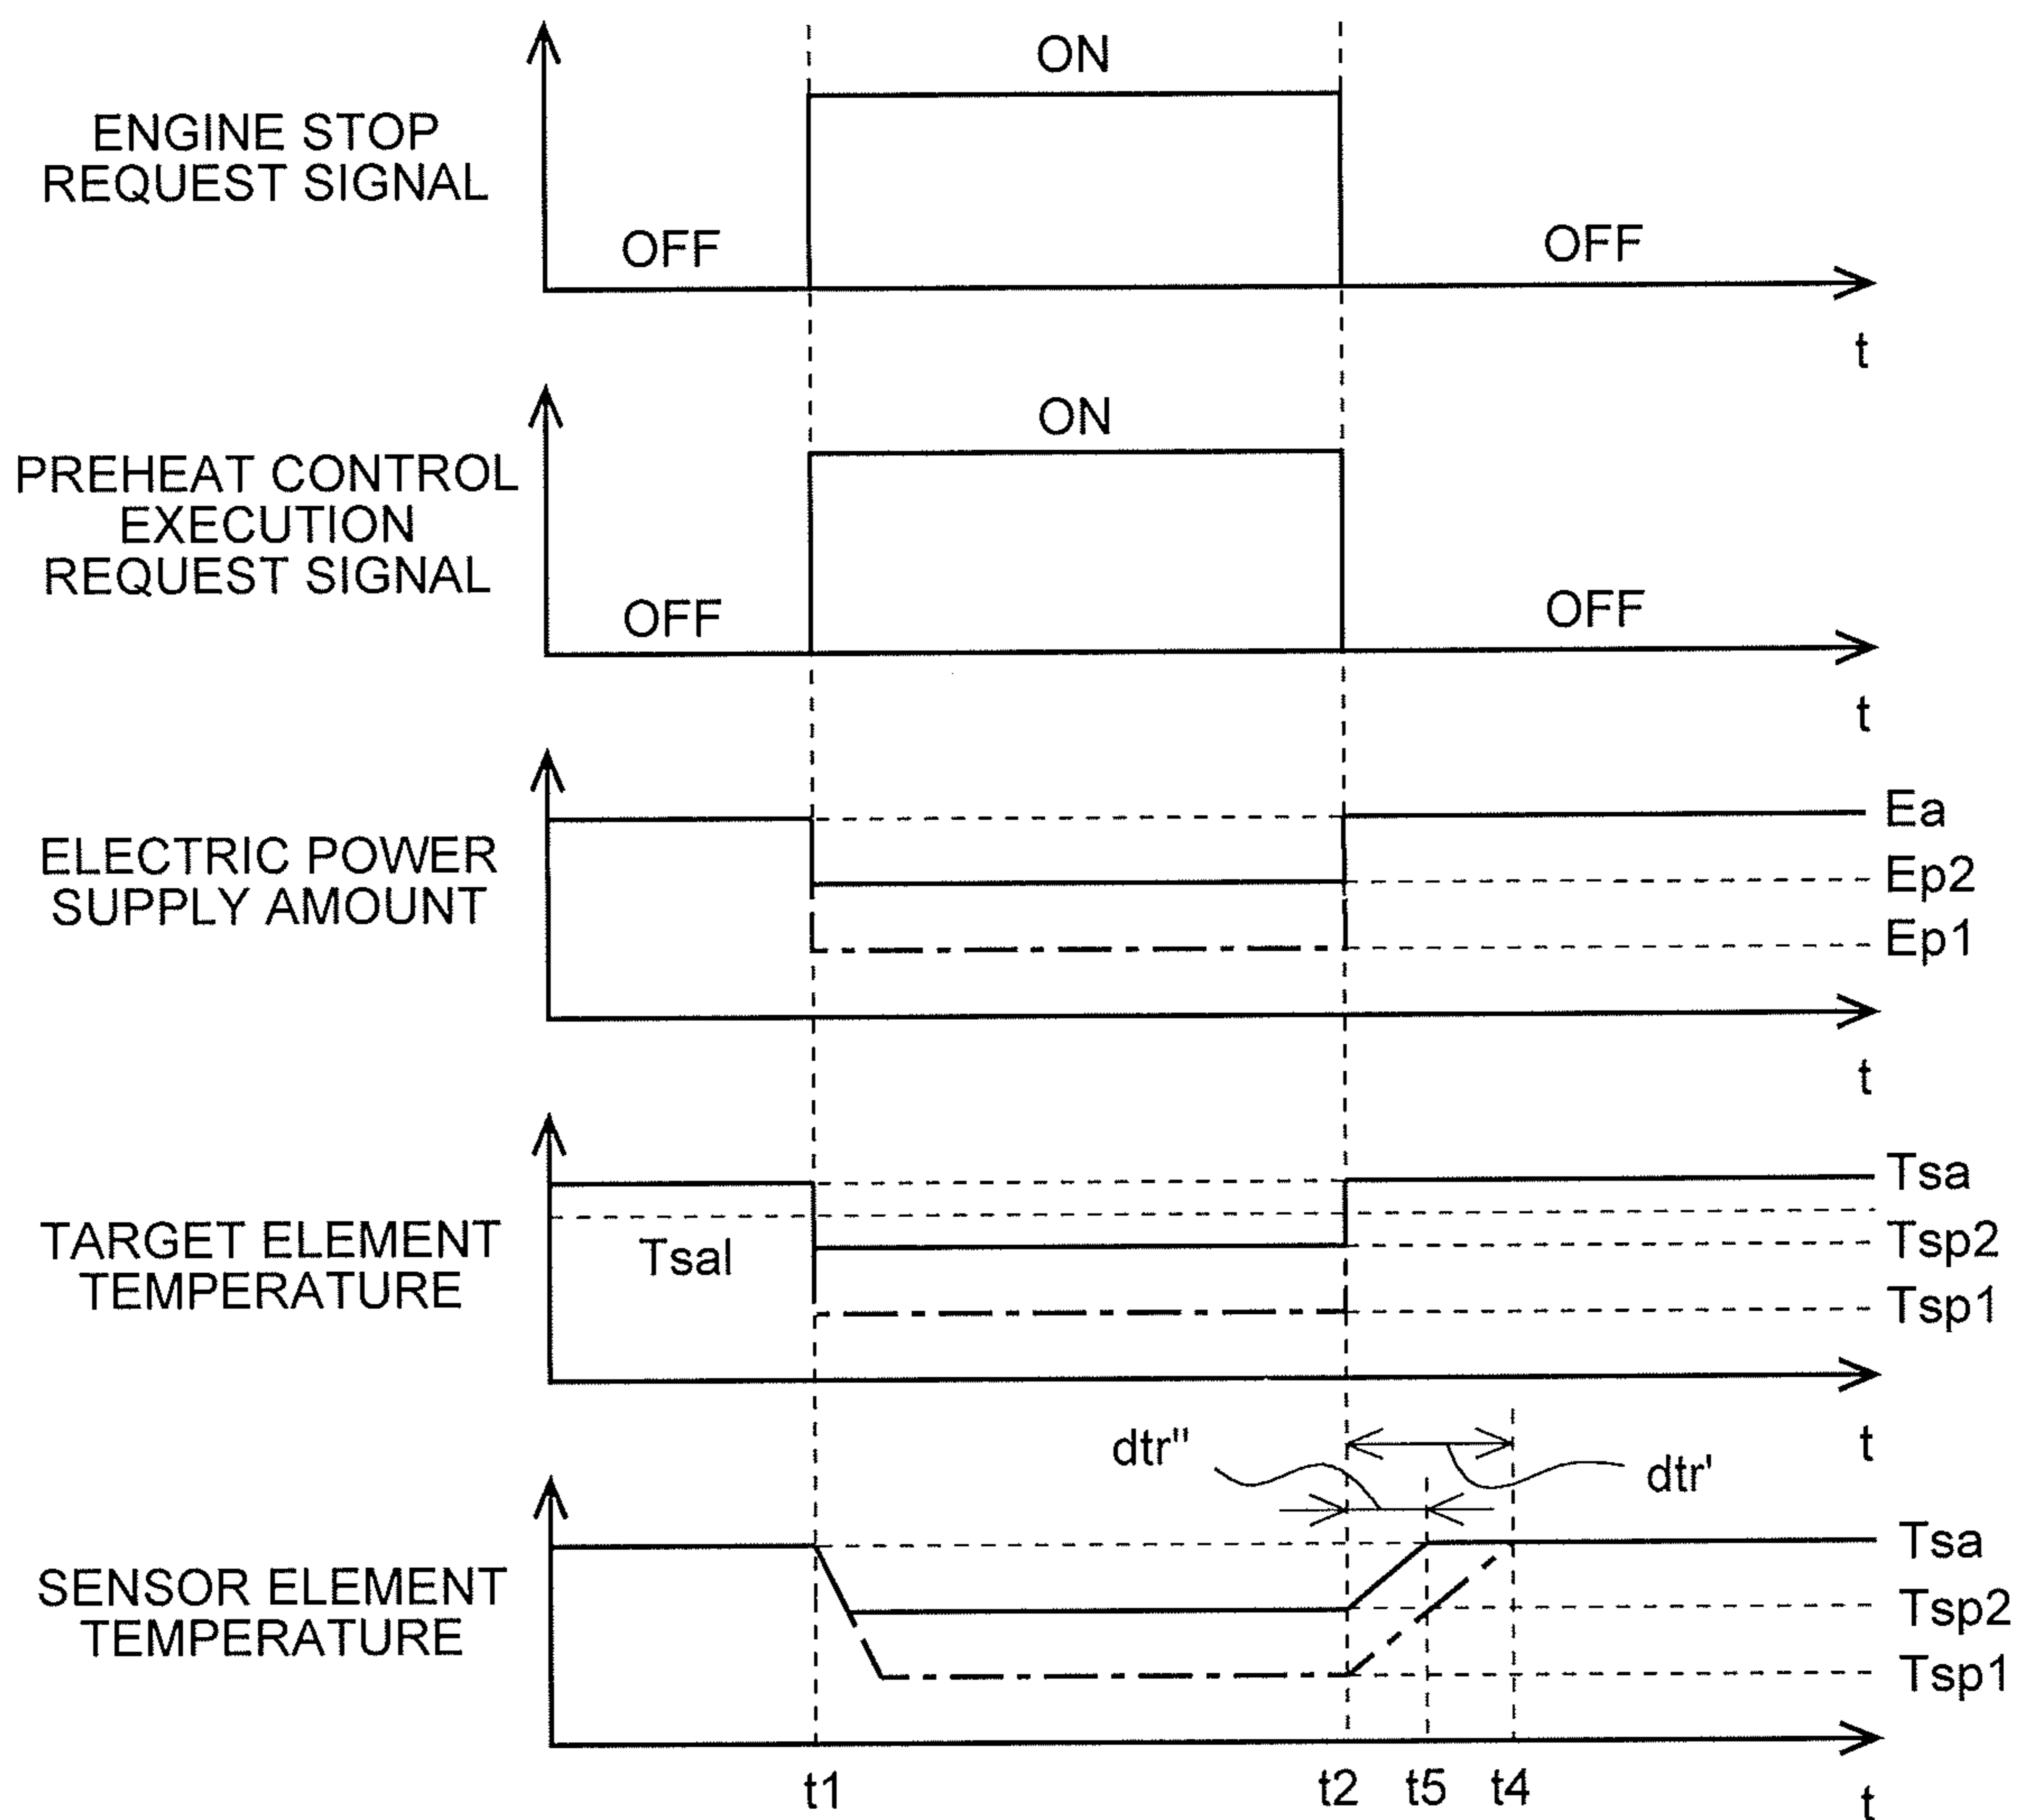 ON
ENGINE STOP
REQUEST SIGNAL
OFF
OFF
t
ON
PREHEAT CONTROL
EXECUTION
REQUEST SIGNAL
OFF
OFF
t
Ea
ELECTRIC POWER
SUPPLY AMOUNT
Ep2
Ep1
t
Tsa
TARGET ELEMENT
TEMPERATURE
Tsal
Tsp2
Tsp1
t
dtr"
dtr'
Tsa
SENSOR ELEMENT
TEMPERATURE
Tsp2
Tsp1
t1
t2
t5
t4
t